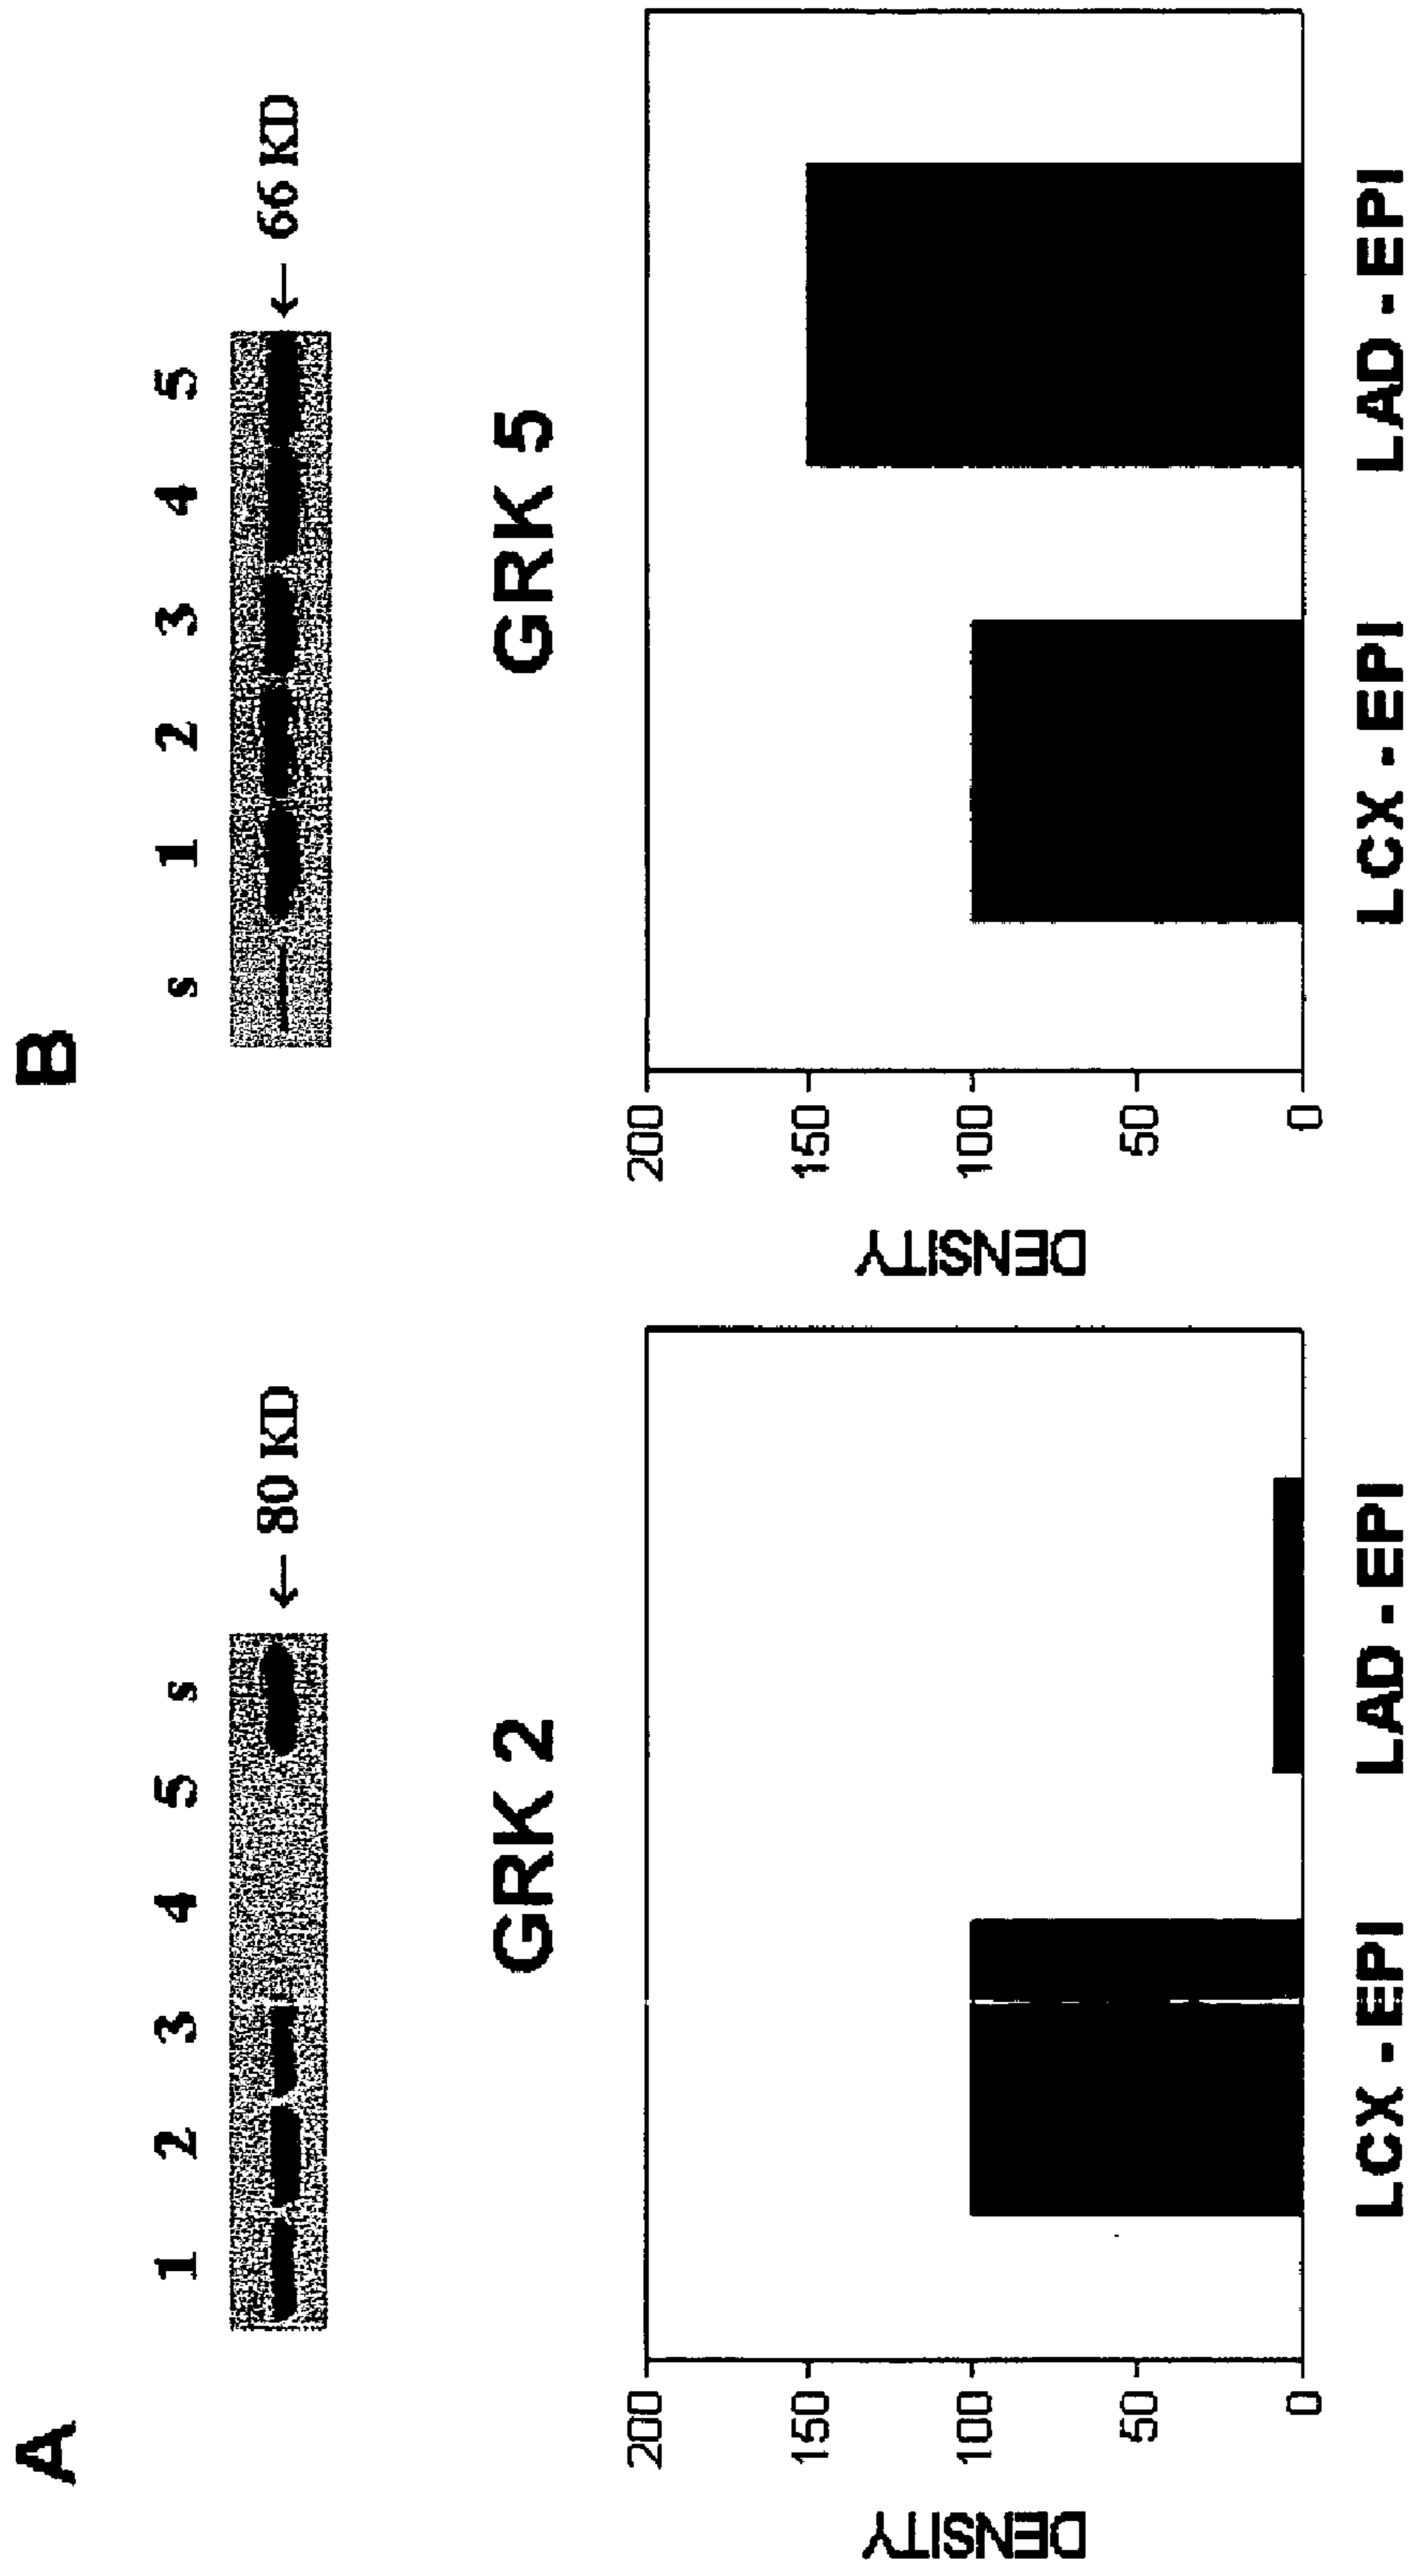 A
1 2 3 4 5 s
← 80 KD
GRK 2
DENSITY
200
150
100
50
0
LCX - EPI LAD - EPI
B
s 1 2 3 4 5
← 66 KD
GRK 5
DENSITY
200
150
100
50
0
LCX - EPI LAD - EPI